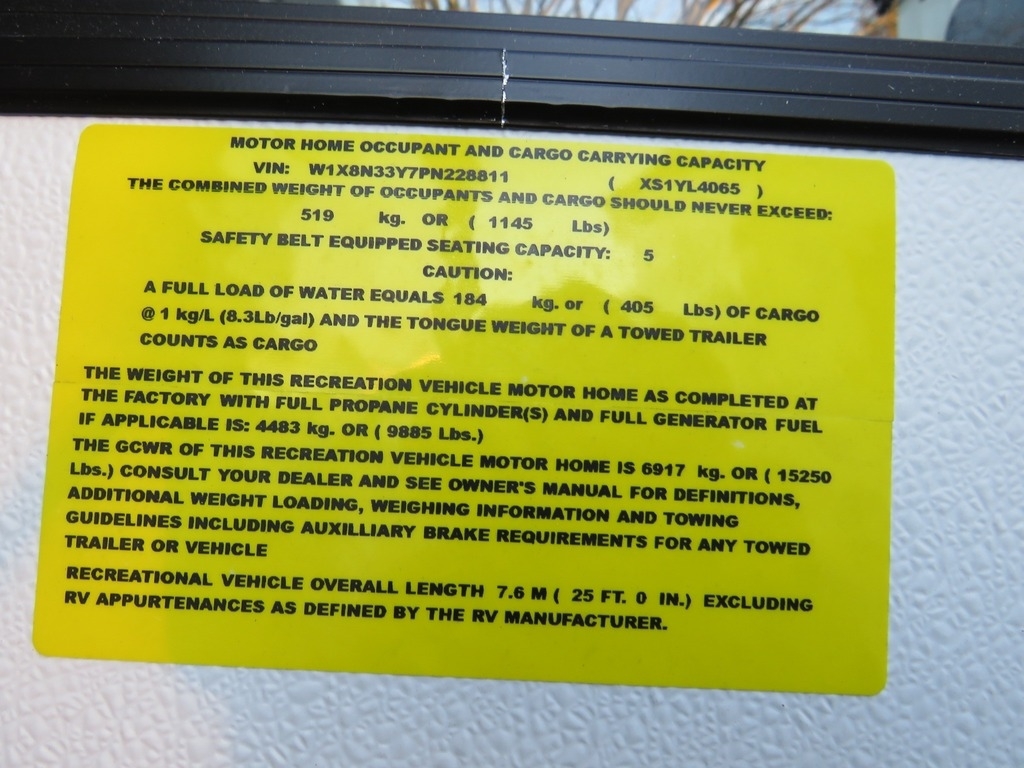 MOTOR HOME OCCUPANT AND CARGO CARRYING CAPACITY
VIN: W1X8N33Y7PN228811 ( XS1YL4065 )
THE COMBINED WEIGHT OF OCCUPANTS AND CARGO SHOULD NEVER EXCEED:
519 kg. OR ( 1145 Lbs)
SAFETY BELT EQUIPPED SEATING CAPACITY: 5
CAUTION:
A FULL LOAD OF WATER EQUALS 184 kg. or ( 405 Lbs) OF CARGO
@ 1 kg/L (8.3Lb/gal) AND THE TONGUE WEIGHT OF A TOWED TRAILER
COUNTS AS CARGO
THE WEIGHT OF THIS RECREATION VEHICLE MOTOR HOME AS COMPLETED AT
THE FACTORY WITH FULL PROPANE CYLINDER(S) AND FULL GENERATOR FUEL
IF APPLICABLE IS: 4483 kg. OR ( 9885 Lbs.)
THE GCWR OF THIS RECREATION VEHICLE MOTOR HOME IS 6917 kg. OR ( 15250
Lbs.) CONSULT YOUR DEALER AND SEE OWNER'S MANUAL FOR DEFINITIONS,
ADDITIONAL WEIGHT LOADING, WEIGHING INFORMATION AND TOWING
GUIDELINES INCLUDING AUXILLIARY BRAKE REQUIREMENTS FOR ANY TOWED
TRAILER OR VEHICLE
RECREATIONAL VEHICLE OVERALL LENGTH 7.6 M ( 25 FT. 0 IN.) EXCLUDING
RV APPURTENANCES AS DEFINED BY THE RV MANUFACTURER.